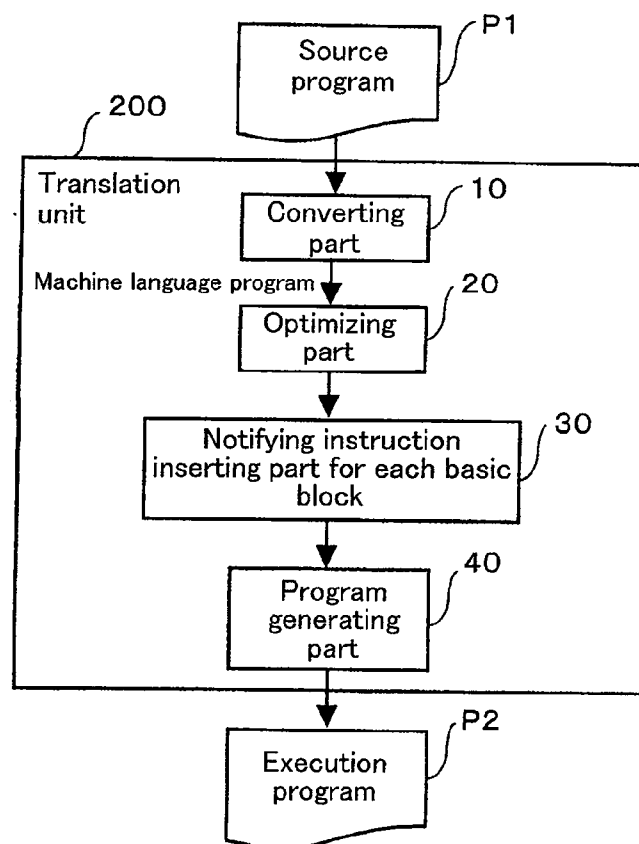 P1
Source
program
200
Translation
unit
10
Converting
part
Machine language program
20
Optimizing
part
30
Notifying instruction
inserting part for each basic
block
40
Program
generating
part
P2
Execution
program